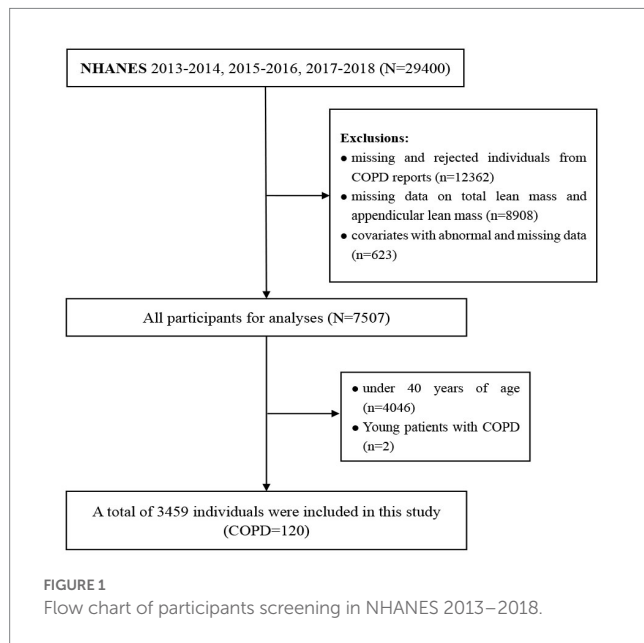 NHANES 2013-2014, 2015-2016, 2017-2018 (N=29400)
Exclusions:
● missing and rejected individuals from
COPD reports (n=12362)
● missing data on total lean mass and
appendicular lean mass (n=8908)
● covariates with abnormal and missing data
(n=623)
All participants for analyses (N=7507)
● under 40 years of age
(n=4046)
● Young patients with COPD
(n=2)
A total of 3459 individuals were included in this study
(COPD=120)
FIGURE 1
Flow chart of participants screening in NHANES 2013–2018.